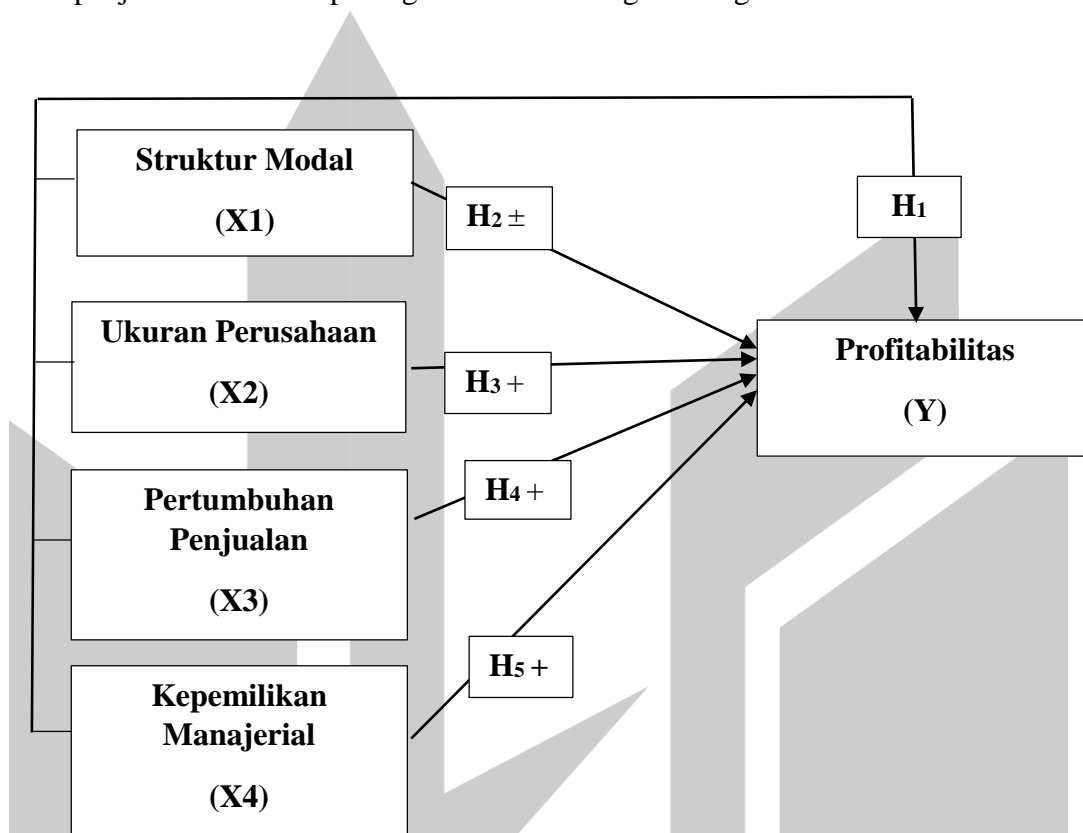 Struktur Modal
(X1)
H2 ±
H1
Ukuran Perusahaan
(X2)
H3 +
Profitabilitas
(Y)
Pertumbuhan
Penjualan
(X3)
H4 +
Kepemilikan
Manajerial
(X4)
H5 +